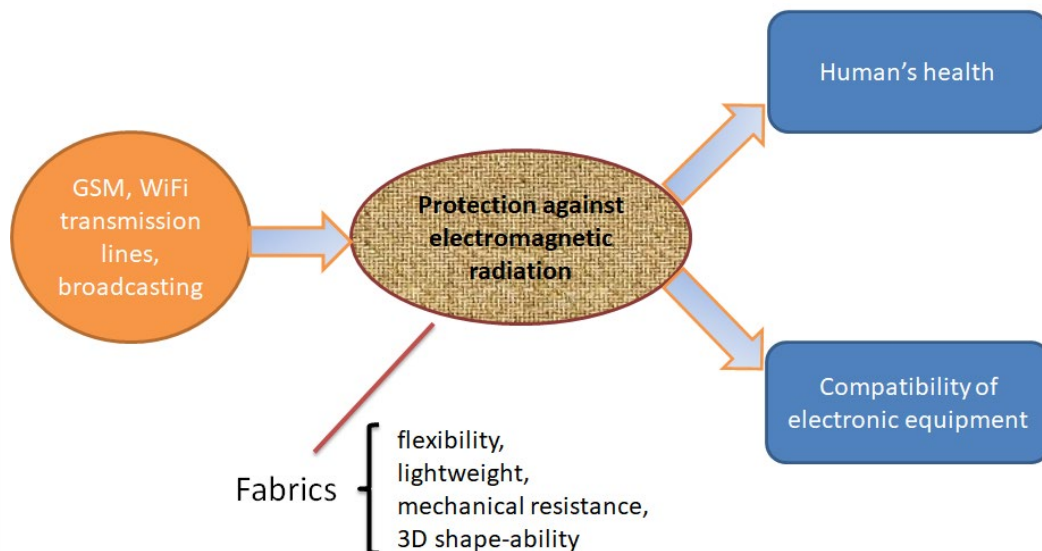 Human's health
GSM, WiFi
transmission
lines,
broadcasting
Protection against
electromagnetic
radiation
Compatibility of
electronic equipment
Fabrics
flexibility,
lightweight,
mechanical resistance,
3D shape-ability